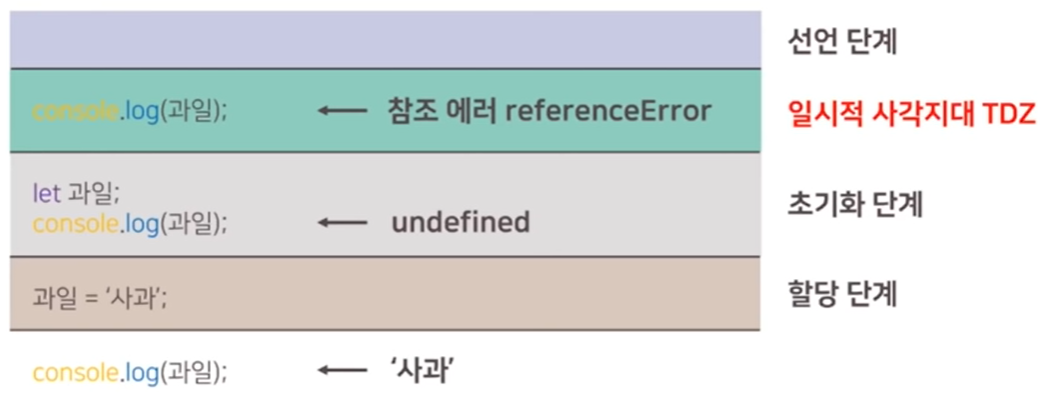 선언 단계
console.log(과일); ← 참조 에러 referenceError 일시적 사각지대 TDZ
let 과일;
console.log(과일); ← undefined 초기화 단계
과일 = ‘사과’; 할당 단계
console.log(과일); ← ‘사과’